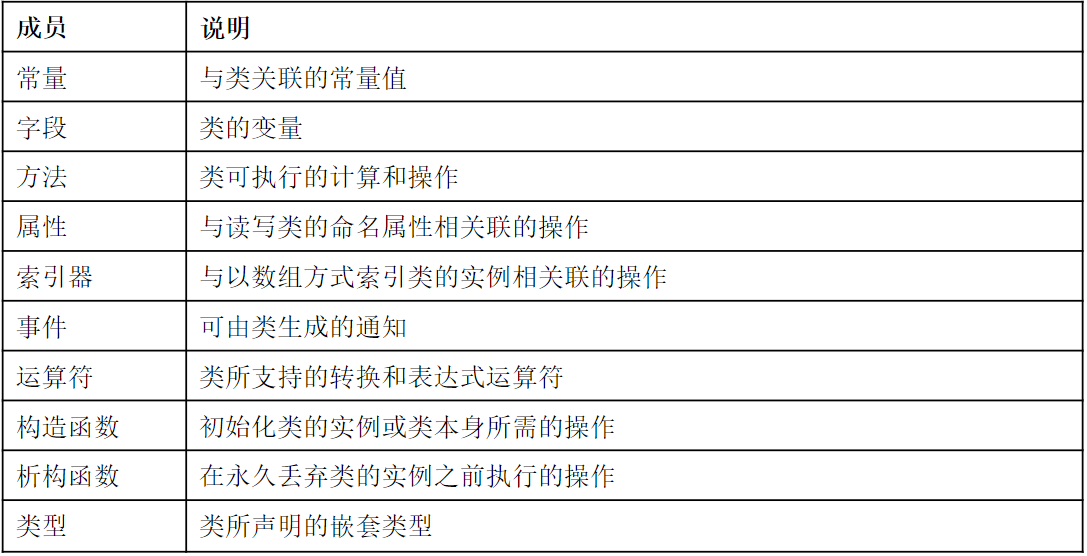 成员 说明
常量 与类关联的常量值
字段 类的变量
方法 类可执行的计算和操作
属性 与读写类的命名属性相关联的操作
索引器 与以数组方式索引类的实例相关联的操作
事件 可由类生成的通知
运算符 类所支持的转换和表达式运算符
构造函数 初始化类的实例或类本身所需的操作
析构函数 在永久丢弃类的实例之前执行的操作
类型 类所声明的嵌套类型